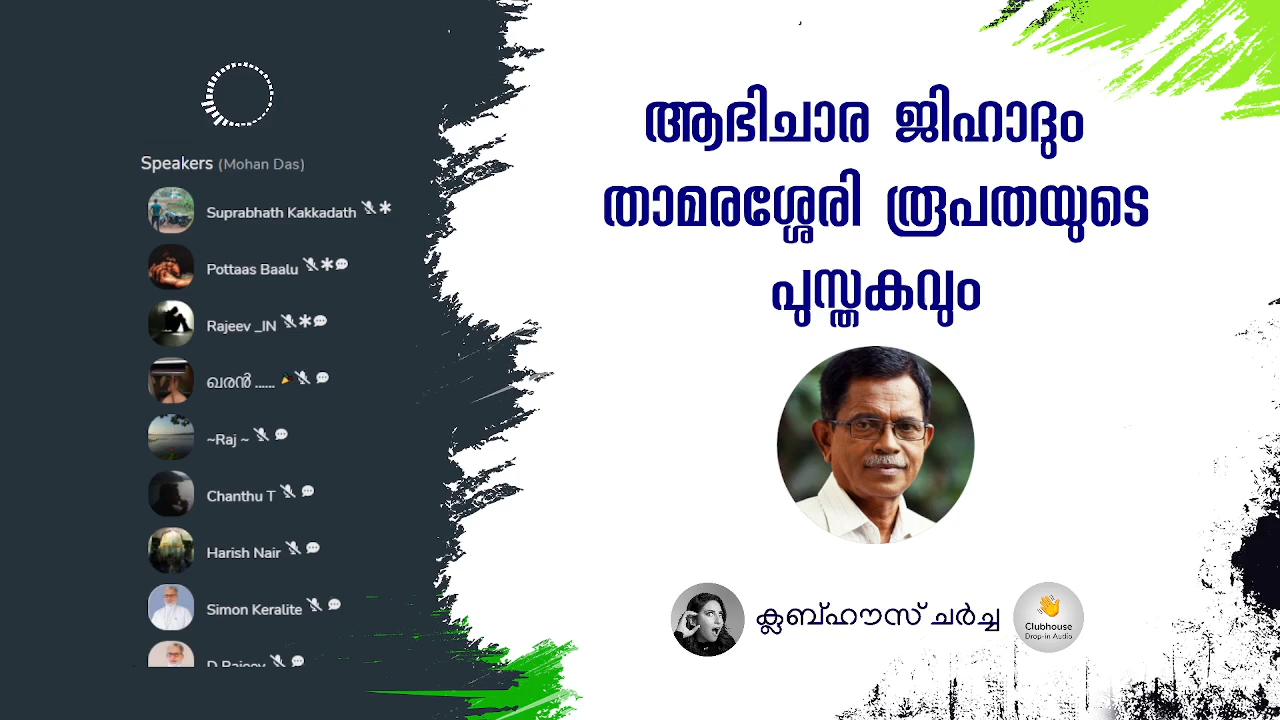 Speakers (Mohan Das)
Suprabhath Kakkadath
Pottaas Baalu
Rajeev _IN
ഖരൻ ......
~Raj ~
Chanthu T
Harish Nair
Simon Keralite
D Rajeev
ആഭിചാര ജിഹാദും
താമരശ്ശേരി രൂപതയുടെ
പുസ്തകവും
ക്ലബ്ഹൗസ് ചർച്ച
Clubhouse
Drop-in Audio